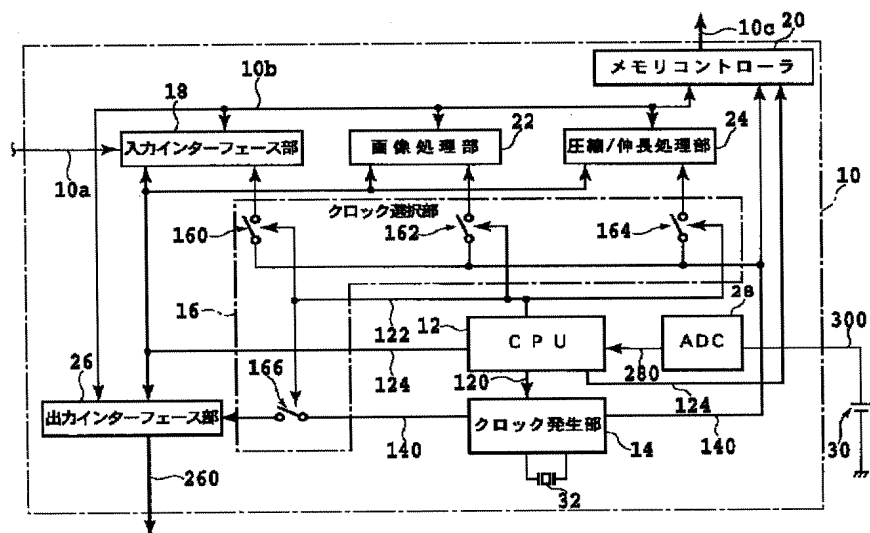 10c
20
メモリコントローラ
10b
18
入力インターフェース部
画像処理部
22
圧縮/伸長処理部
24
10a
10
クロック選択部
160
162
164
16
122
12
CPU
28
ADC
300
280
124
120
124
26
166
出力インターフェース部
140
クロック発生部
14
140
30
260
32